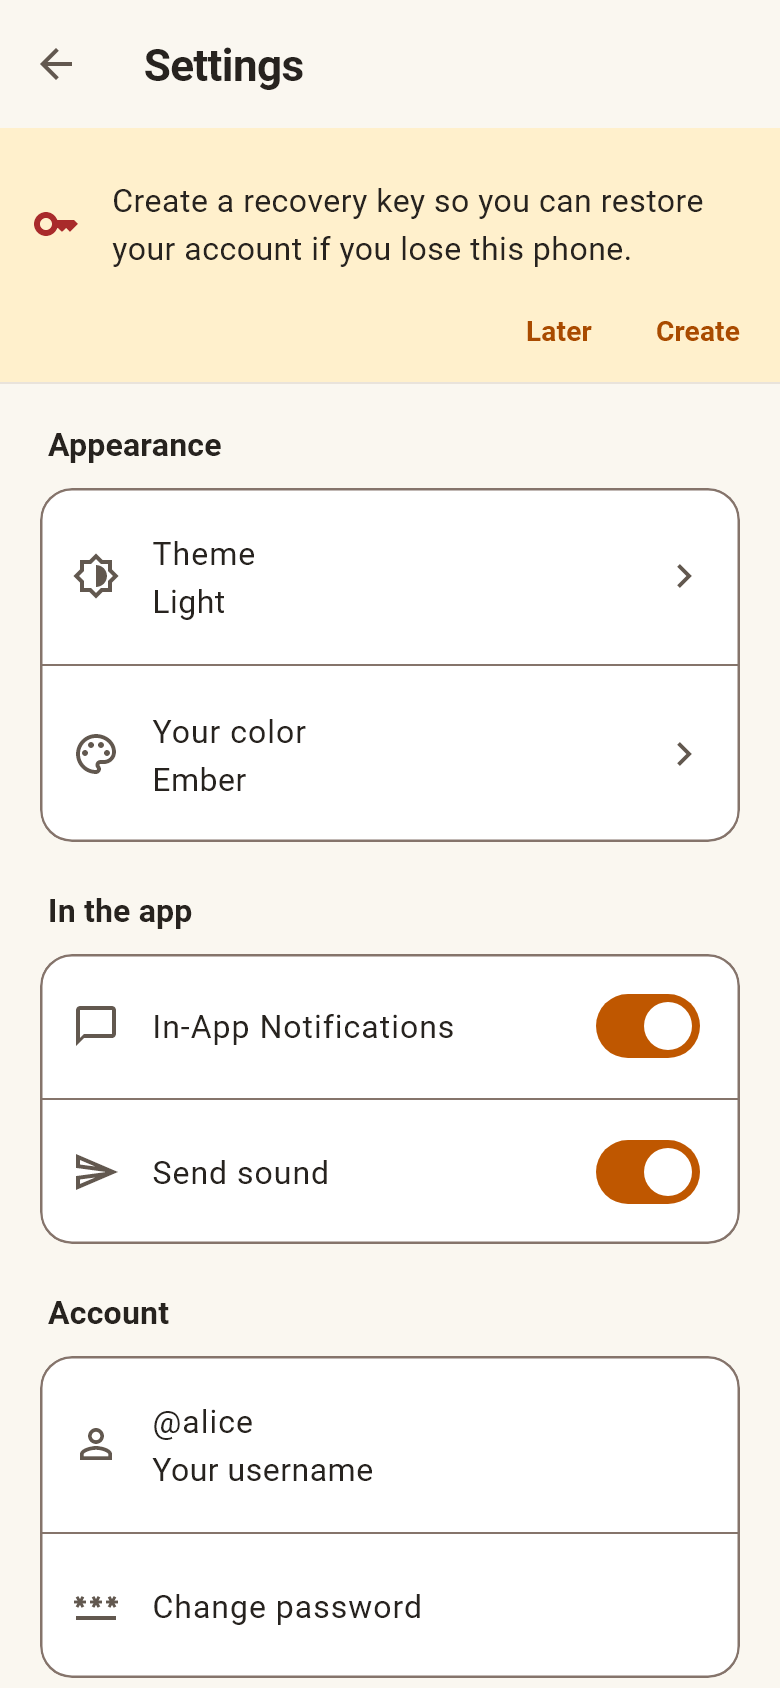 Settings
Create a recovery key so you can restore
your account if you lose this phone.
Later
Create
Appearance
Theme
Light
Your color
Ember
In the app
In-App Notifications
Send sound
Account
@alice
Your username
Change password